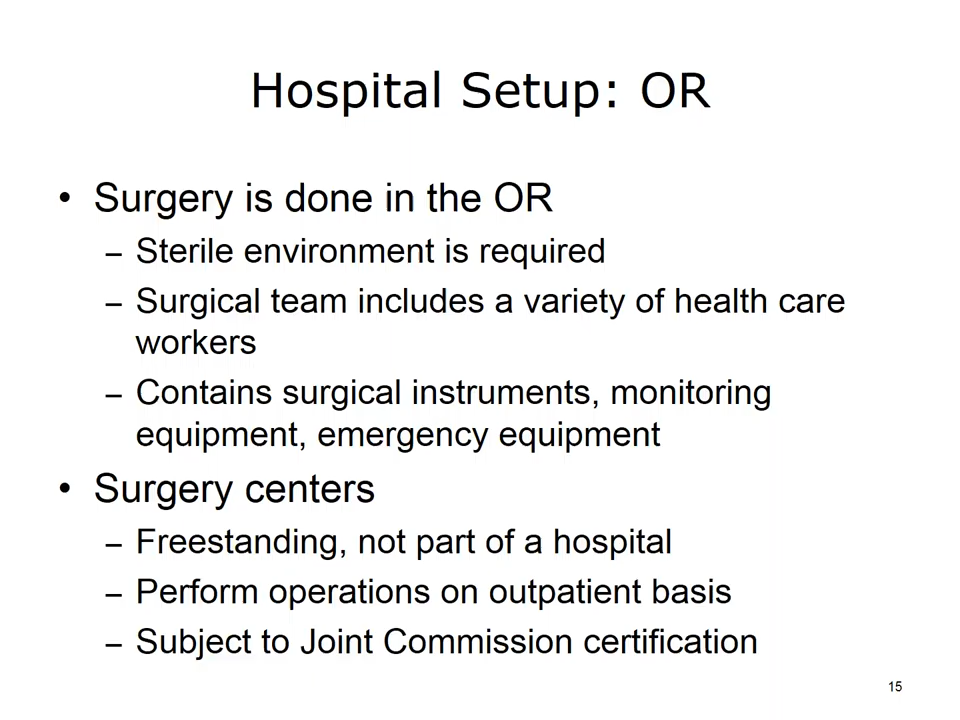 Hospital Setup: OR
• Surgery is done in the OR
– Sterile environment is required
– Surgical team includes a variety of health care
workers
– Contains surgical instruments, monitoring
equipment, emergency equipment
• Surgery centers
– Freestanding, not part of a hospital
– Perform operations on outpatient basis
– Subject to Joint Commission certification
15